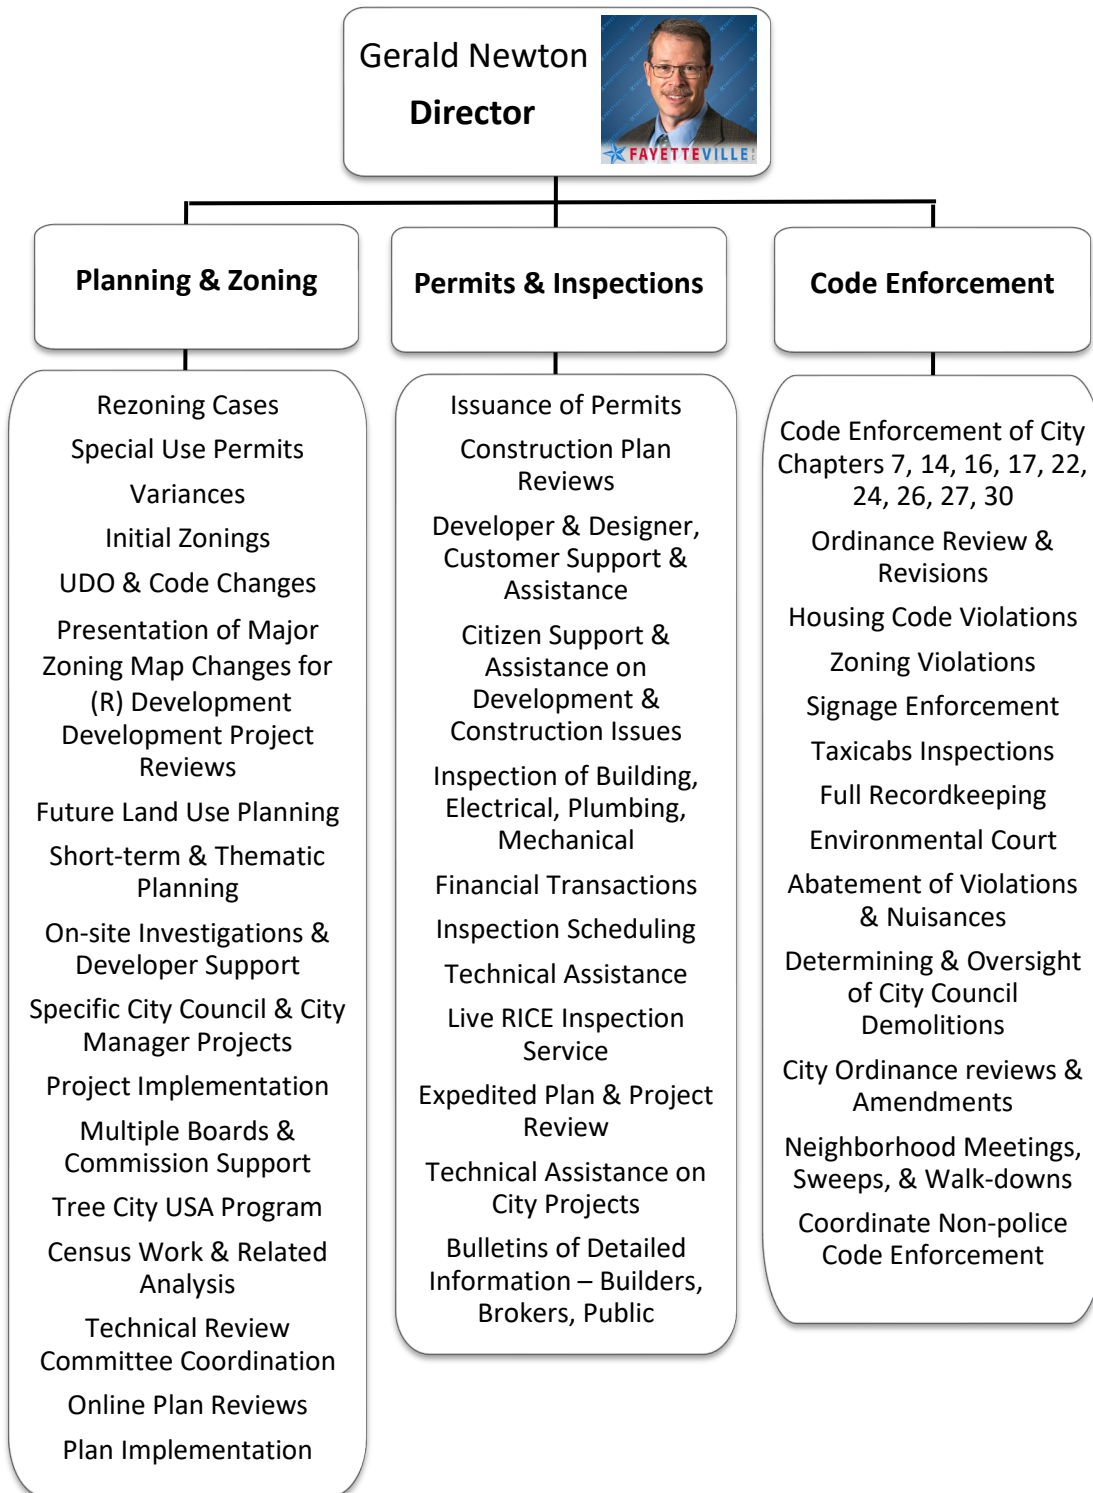 Gerald Newton
Director
FAYETTEVILLE
Planning & Zoning
Rezoning Cases
Special Use Permits
Variances
Initial Zonings
UDO & Code Changes
Presentation of Major
Zoning Map Changes for
(R) Development
Development Project
Reviews
Future Land Use Planning
Short-term & Thematic
Planning
On-site Investigations &
Developer Support
Specific City Council & City
Manager Projects
Project Implementation
Multiple Boards &
Commission Support
Tree City USA Program
Census Work & Related
Analysis
Technical Review
Committee Coordination
Online Plan Reviews
Plan Implementation
Permits & Inspections
Issuance of Permits
Construction Plan
Reviews
Developer & Designer,
Customer Support &
Assistance
Citizen Support &
Assistance on
Development &
Construction Issues
Inspection of Building,
Electrical, Plumbing,
Mechanical
Financial Transactions
Inspection Scheduling
Technical Assistance
Live RICE Inspection
Service
Expedited Plan & Project
Review
Technical Assistance on
City Projects
Bulletins of Detailed
Information – Builders,
Brokers, Public
Code Enforcement
Code Enforcement of City
Chapters 7, 14, 16, 17, 22,
24, 26, 27, 30
Ordinance Review &
Revisions
Housing Code Violations
Zoning Violations
Signage Enforcement
Taxicabs Inspections
Full Recordkeeping
Environmental Court
Abatement of Violations
& Nuisances
Determining & Oversight
of City Council
Demolitions
City Ordinance reviews &
Amendments
Neighborhood Meetings,
Sweeps, & Walk-downs
Coordinate Non-police
Code Enforcement